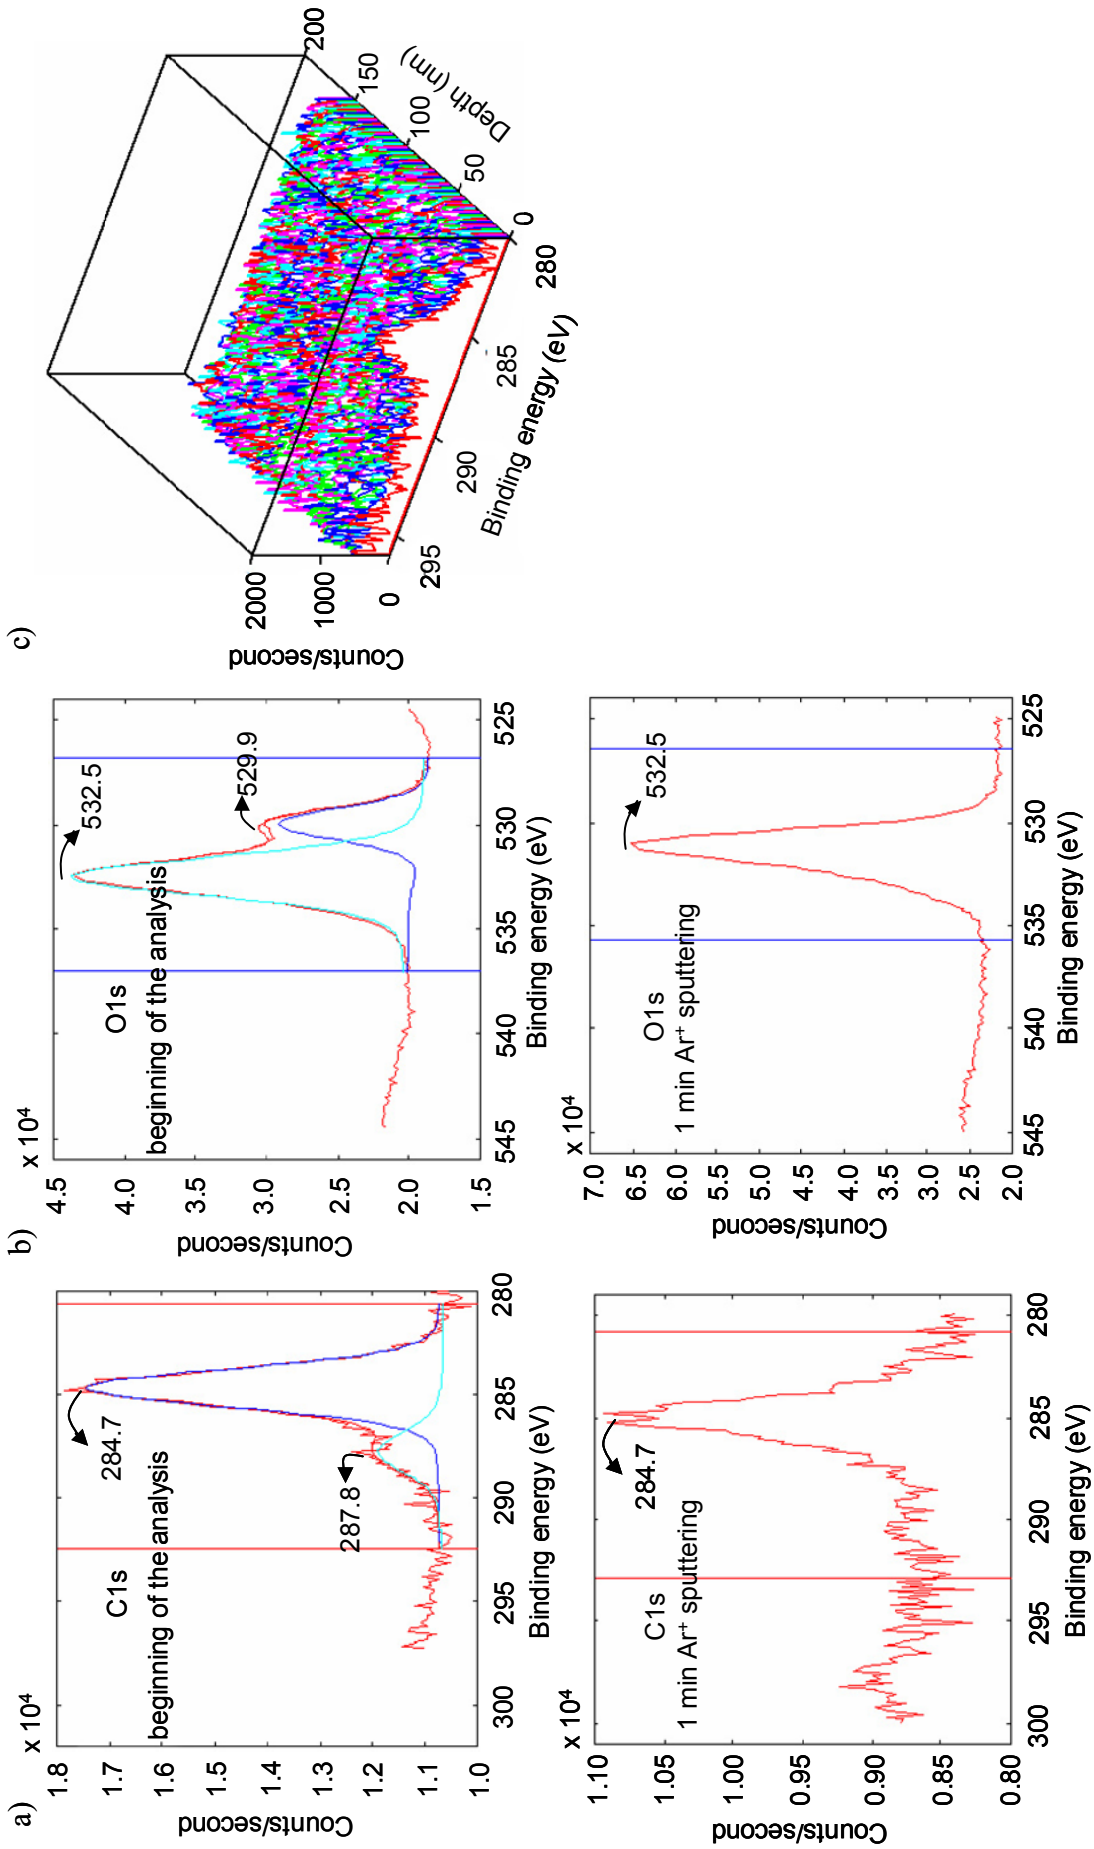 a)
x 10⁴
1.8
1.7
1.6
1.5
1.4
1.3
1.2
1.1
1.0
Counts/second
C1s
beginning of the analysis
284.7
287.8
300
295
290
285
280
Binding energy (eV)
x 10⁴
1.10
1.05
1.00
0.95
0.90
0.85
0.80
Counts/second
C1s
1 min Ar⁺ sputtering
284.7
300
295
290
285
280
Binding energy (eV)
b)
x 10⁴
4.5
4.0
3.5
3.0
2.5
2.0
1.5
Counts/second
O1s
beginning of the analysis
532.5
529.9
545
540
535
530
525
Binding energy (eV)
x 10⁴
7.0
6.5
6.0
5.5
5.0
4.5
4.0
3.5
3.0
2.5
2.0
Counts/second
O1s
1 min Ar⁺ sputtering
532.5
545
540
535
530
525
Binding energy (eV)
c)
2000
1000
0
Counts/second
295
290
285
280
Binding energy (eV)
0
50
100
150
200
Depth (nm)